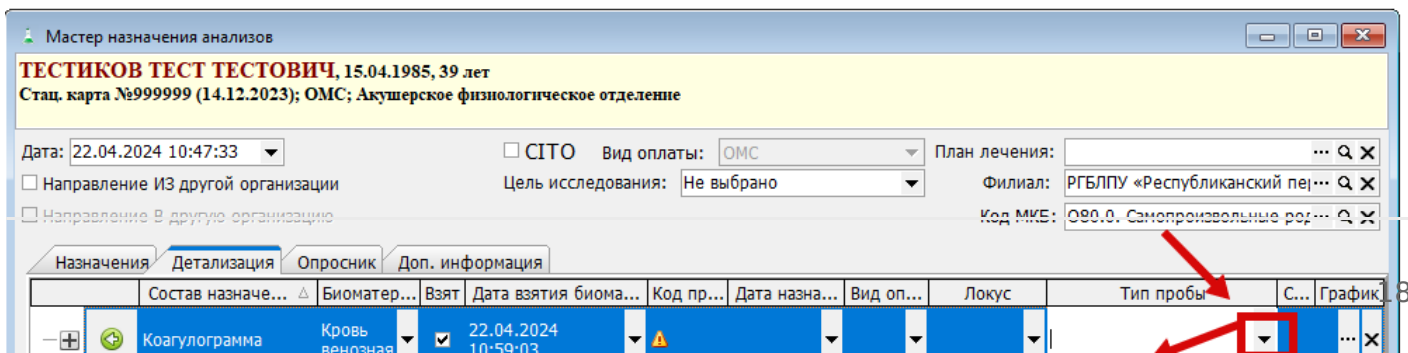 Мастер назначения анализов
ТЕСТИКОВ ТЕСТ ТЕСТОВИЧ, 15.04.1985, 39 лет
Стац. карта №999999 (14.12.2023); ОМС; Акушерское физиологическое отделение
Дата: 22.04.2024 10:47:33 CITO Вид оплаты: ОМС План лечения:
Направление ИЗ другой организации Цель исследования: Не выбрано Филиал: РГБЛПУ «Республиканский пер...
Направление В другую организацию Код МКБ: O80.0. Самопроизвольные род...
Назначения Детализация Опросник Доп. информация
Состав назначе... Биоматер... Взят Дата взятия биома... Код пр... Дата назна... Вид оп... Локус Тип пробы С... График
18
Коагулограмма Кровь венозная 22.04.2024 10:59:03